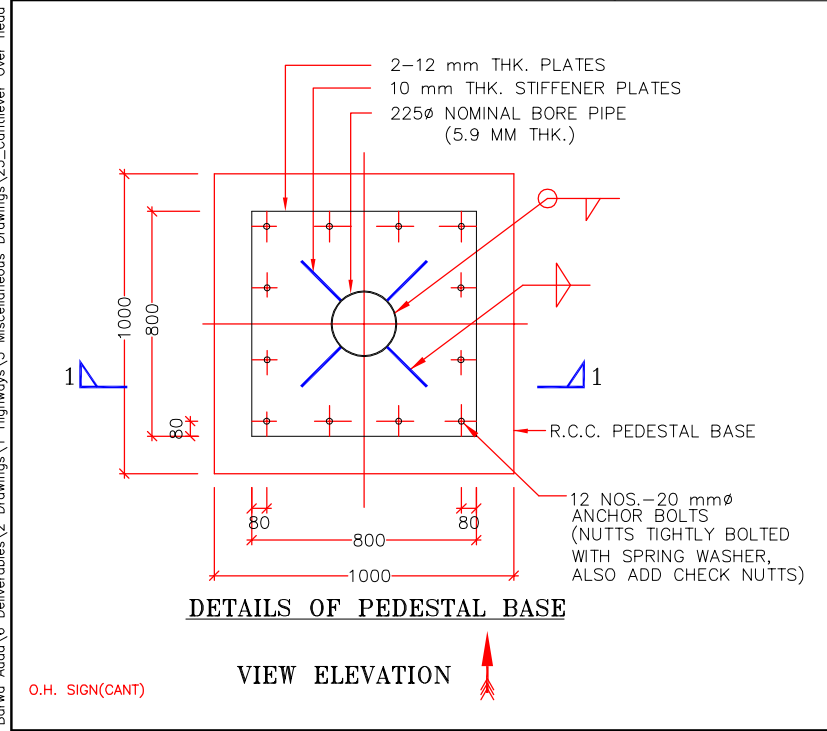 2-12 mm THK. PLATES
10 mm THK. STIFFENER PLATES
225ø NOMINAL BORE PIPE
(5.9 MM THK.)
1000
800
80
1
1
R.C.C. PEDESTAL BASE
80
80
800
1000
12 NOS.-20 mmø
ANCHOR BOLTS
(NUTTS TIGHTLY BOLTED
WITH SPRING WASHER,
ALSO ADD CHECK NUTTS)
DETAILS OF PEDESTAL BASE
VIEW ELEVATION
O.H. SIGN(CANT)